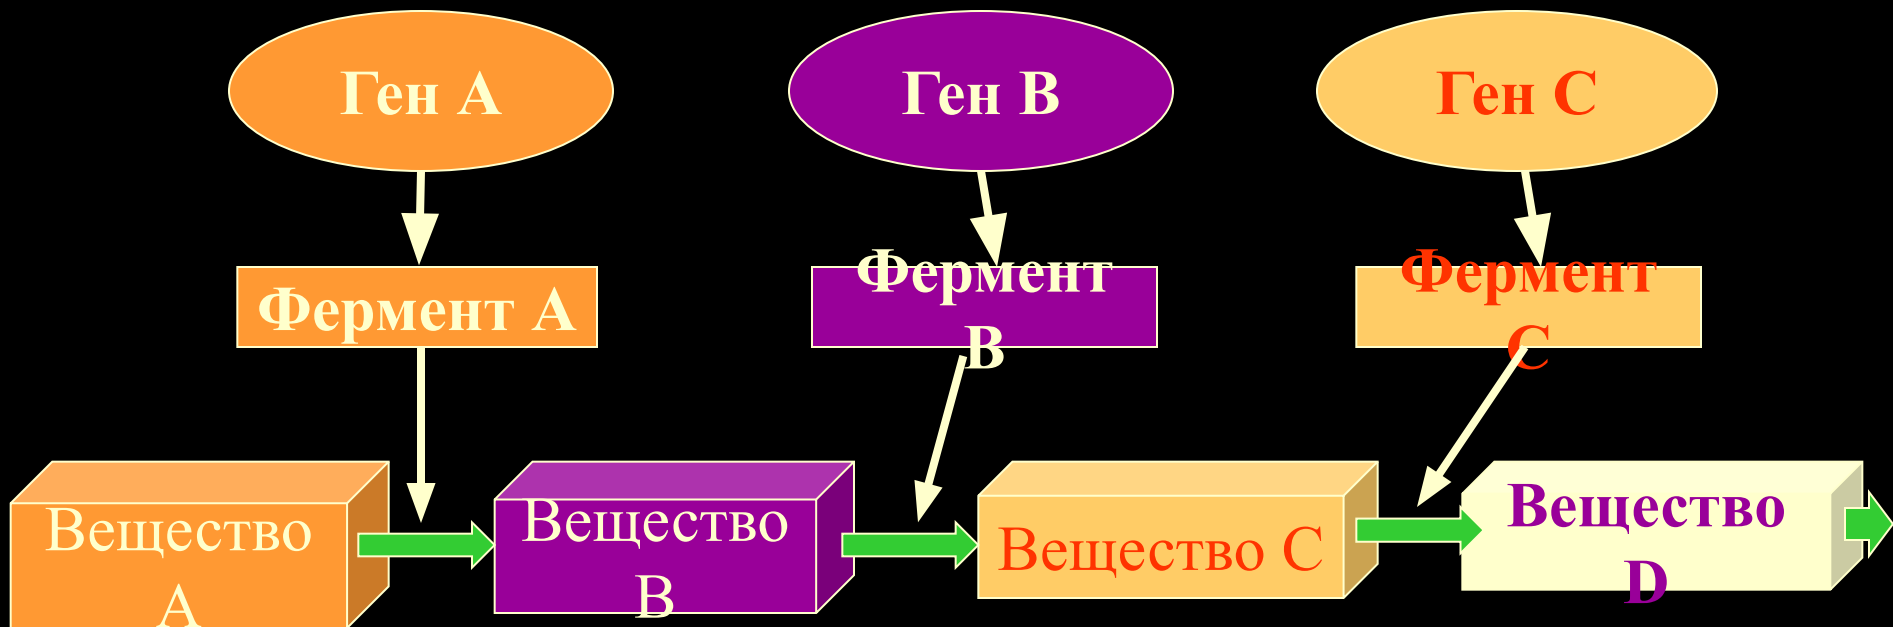 Ген А
Ген В
Ген С
Фермент А
Фермент
В
Фермент
С
Вещество
А
Вещество
В
Вещество С
Вещество
D